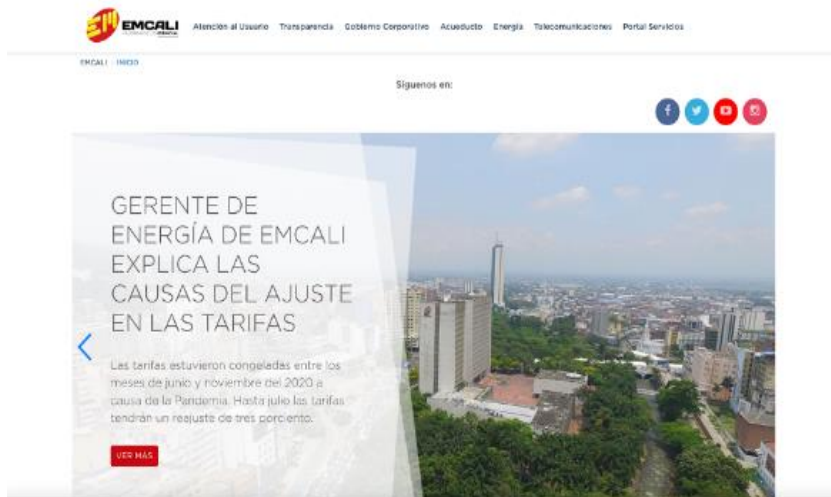 EMCALI
Atención al Usuario Transparencia Gobierno Corporativo Acueducto Energía Telecomunicaciones Portal Servicios
EMCALI INICIO
Síguenos en:
GERENTE DE
ENERGÍA DE EMCALI
EXPLICA LAS
CAUSAS DEL AJUSTE
EN LAS TARIFAS
Las tarifas estuvieron congeladas entre los
meses de junio y noviembre del 2020 a
causa de la Pandemia. Hasta julio las tarifas
tendrán un reajuste de tres porciento.
VER MÁS